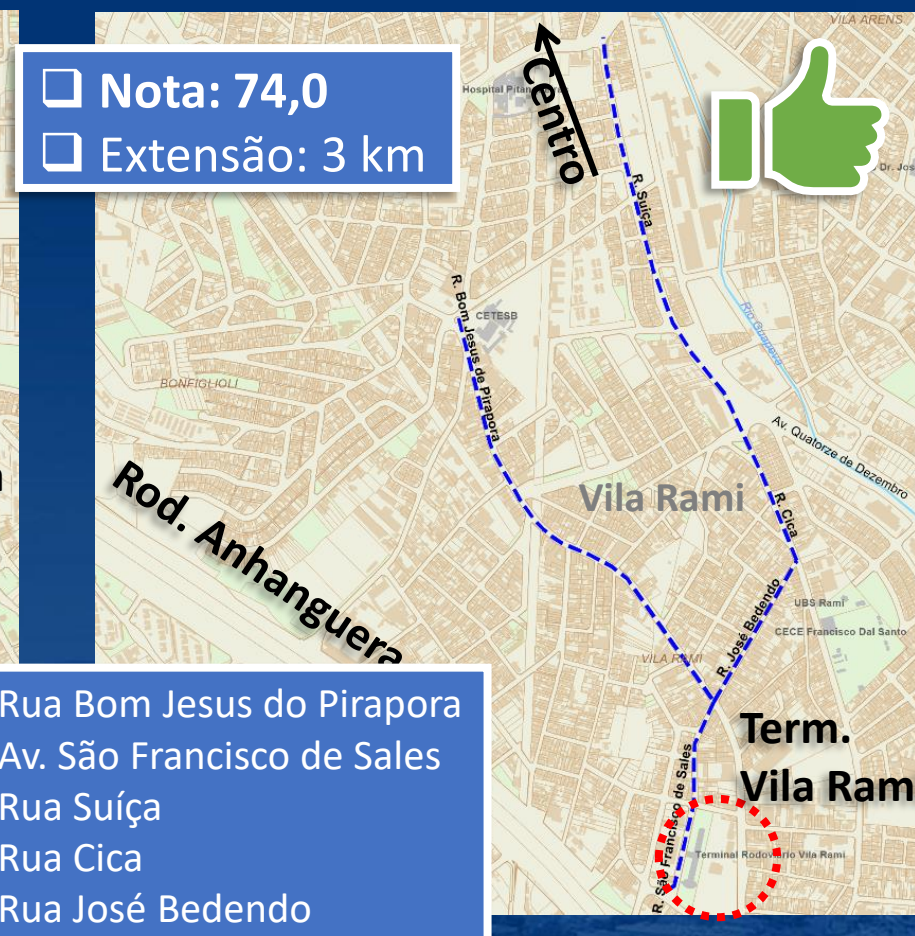 Nota: 74,0
Extensão: 3 km
VILA ARENS
Centro
R. Suiça
R. Bom Jesus de Pirapora
CETESB
Rio Guapeva
BONFIGLIOLI
Av. Quatorze de Dezembro
Rod. Anhanguera
Vila Rami
R. Cica
UBS Rami
CECE Francisco Dal Santo
R. José Bedendo
VILA RAMI
Rua Bom Jesus do Pirapora
Av. São Francisco de Sales
Rua Suíça
Rua Cica
Rua José Bedendo
Term.
Vila Ram
R. São Francisco de Sales
Terminal Rodoviário Vila Rami
Hospital
Dr. Jos